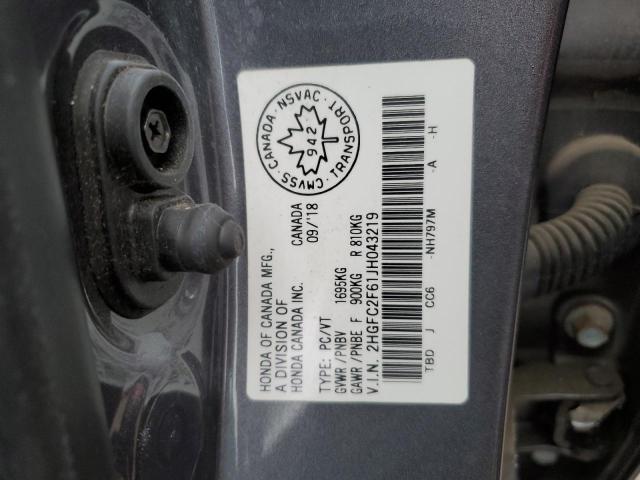 HONDA OF CANADA MFG.,
A DIVISION OF
HONDA CANADA INC.
CANADA
09/'18
TYPE: PC/VT
GVWR /PNBV 1695KG
GAWR /PNBE F 900KG R 810KG
V.I.N. 2HGFC2F61JH043219
TBD J CC6 -NH797M -A -H
CMVSS · CANADA · NSVAC · TRANSPORT
942